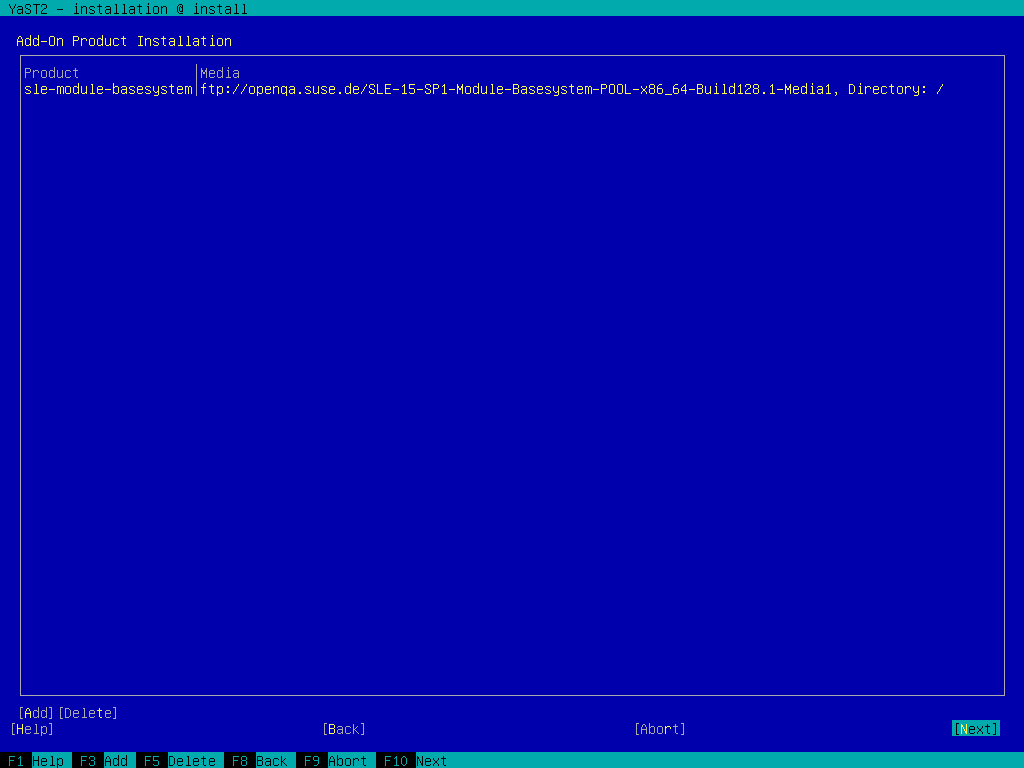 YaST2 - installation @ install
Add-On Product Installation
Product Media
sle-module-basesystem ftp://openqa.suse.de/SLE-15-SP1-Module-Basesystem-POOL-x86_64-Build128.1-Media1, Directory: /
[Add] [Delete]
[Help] [Back] [Abort] [Next]
F1 Help F3 Add F5 Delete F8 Back F9 Abort F10 Next